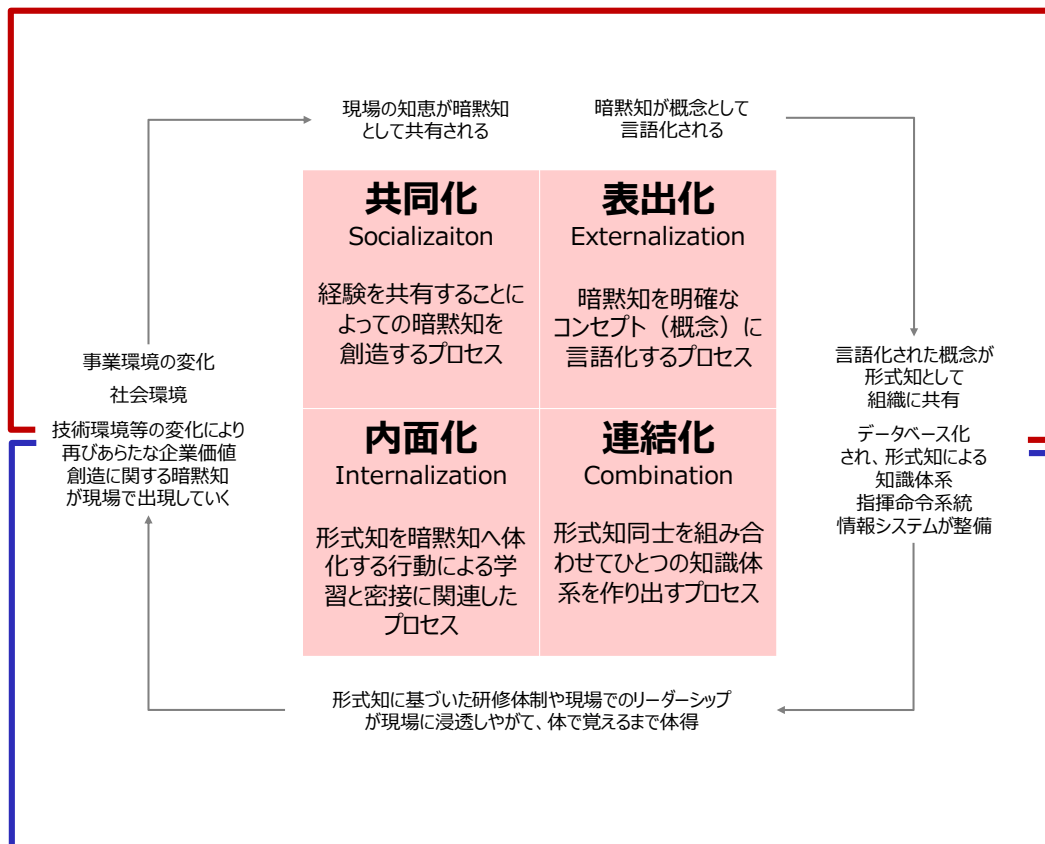 現場の知恵が暗黙知
として共有される
暗黙知が概念として
言語化される
共同化
Socializaiton
経験を共有することに
よっての暗黙知を
創造するプロセス
表出化
Externalization
暗黙知を明確な
コンセプト（概念）に
言語化するプロセス
事業環境の変化
社会環境
技術環境等の変化により
再びあらたな企業価値
創造に関する暗黙知
が現場で出現していく
言語化された概念が
形式知として
組織に共有
データベース化
され、形式知による
知識体系
指揮命令系統
情報システムが整備
内面化
Internalization
形式知を暗黙知へ体
化する行動による学
習と密接に関連した
プロセス
連結化
Combination
形式知同士を組み合
わせてひとつの知識体
系を作り出すプロセス
形式知に基づいた研修体制や現場でのリーダーシップ
が現場に浸透しやがて、体で覚えるまで体得